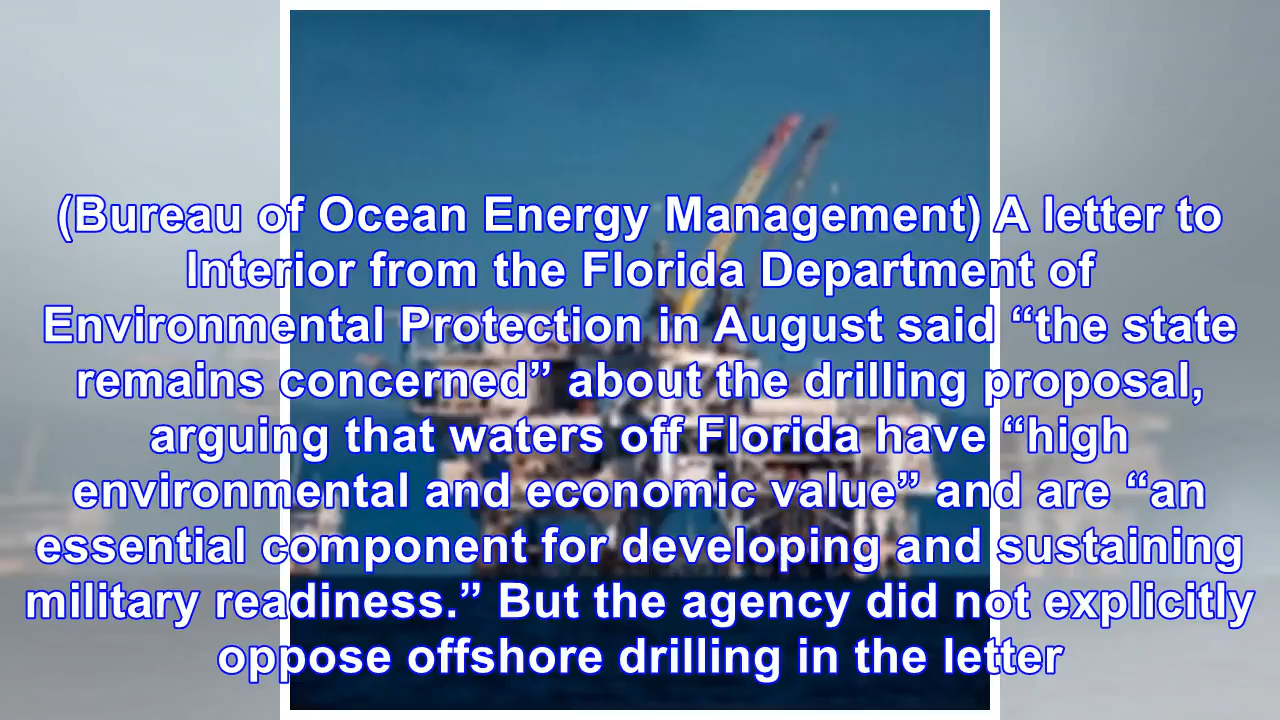 (Bureau of Ocean Energy Management) A letter to
Interior from the Florida Department of
Environmental Protection in August said “the state
remains concerned” about the drilling proposal,
arguing that waters off Florida have “high
environmental and economic value” and are “an
essential component for developing and sustaining
military readiness.” But the agency did not explicitly
oppose offshore drilling in the letter